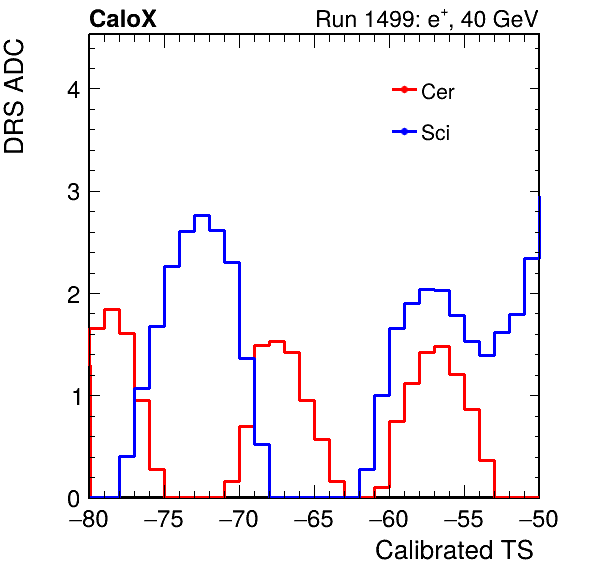 CaloX Run 1499: e⁺, 40 GeV
DRS ADC
Cer
Sci
4
3
2
1
0
−80 −75 −70 −65 −60 −55 −50
Calibrated TS